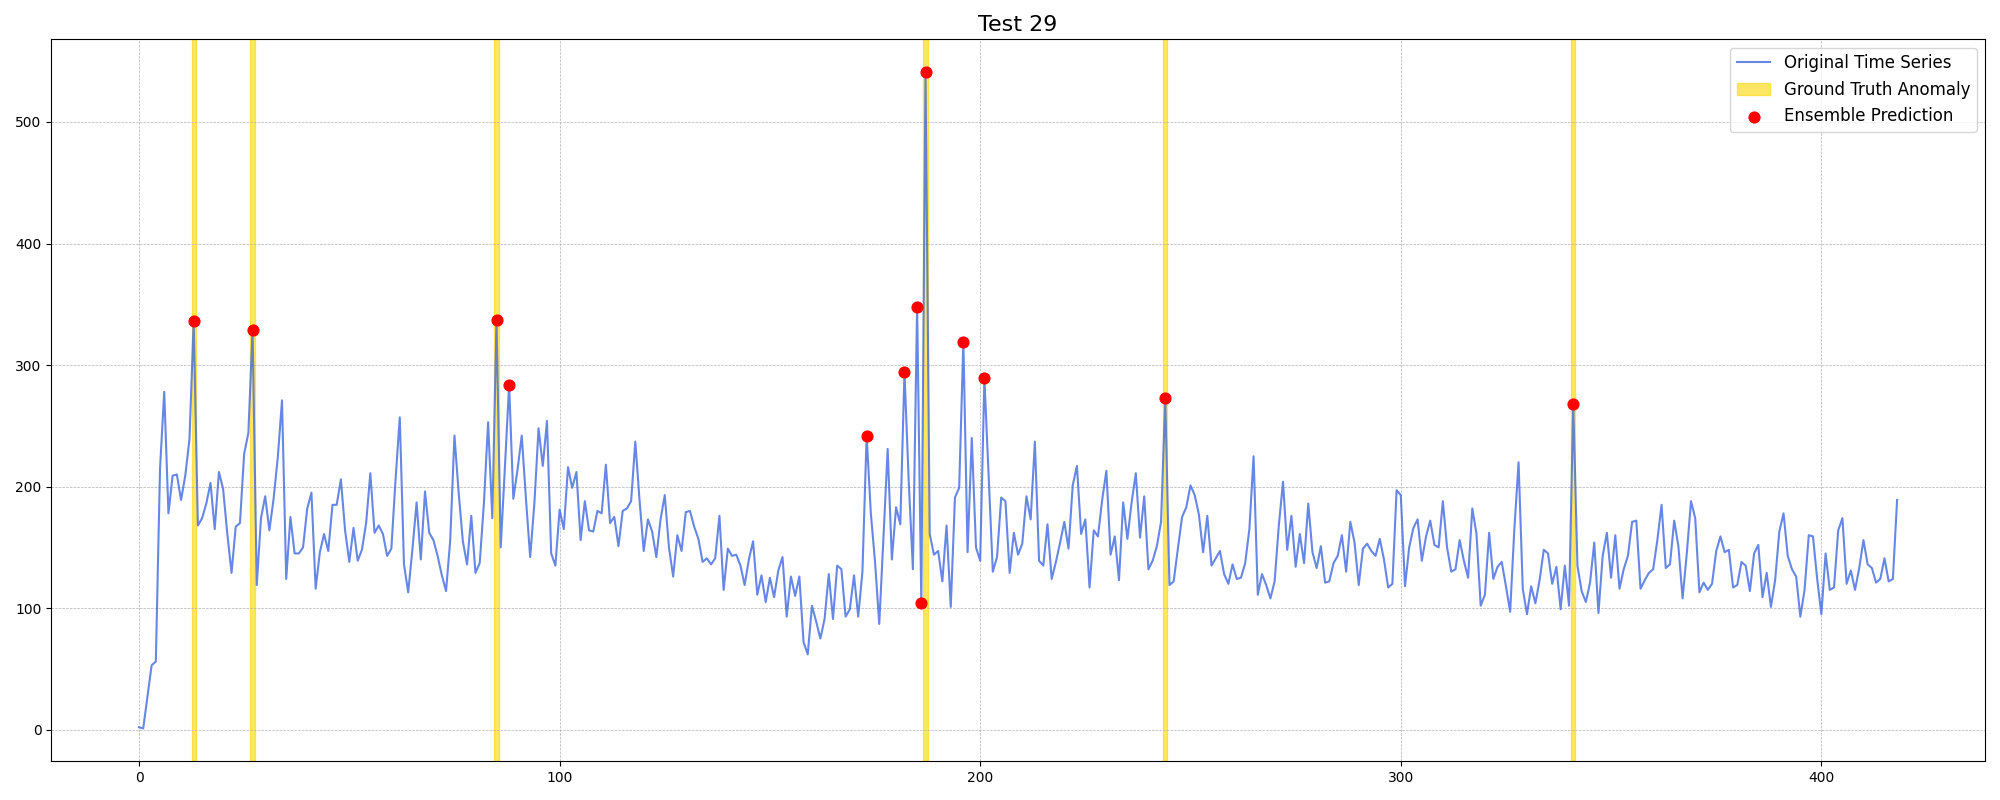 Test 29
Original Time Series
Ground Truth Anomaly
Ensemble Prediction
500
400
300
200
100
0
0 100 200 300 400